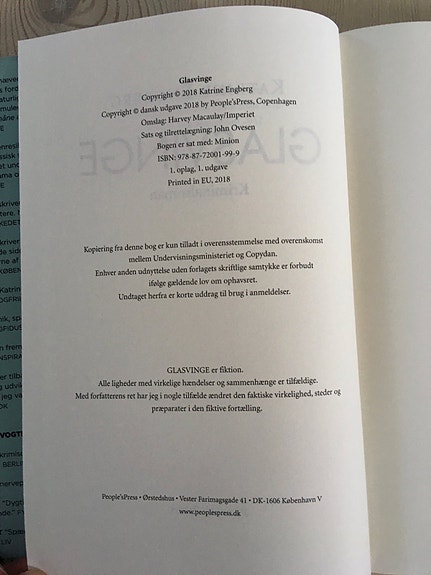 Glasvinge
Copyright © 2018 Katrine Engberg
Copyright © dansk udgave 2018 by People'sPress, Copenhagen
Omslag: Harvey Macaulay/Imperiet
Sats og tilrettelægning: John Ovesen
Bogen er sat med: Minion
ISBN: 978-87-72001-99-9
1. oplag, 1. udgave
Printed in EU, 2018
Kopiering fra denne bog er kun tilladt i overensstemmelse med overenskomst
mellem Undervisningsministeriet og Copydan.
Enhver anden udnyttelse uden forlagets skriftlige samtykke er forbudt
ifølge gældende lov om ophavsret.
Undtaget herfra er korte uddrag til brug i anmeldelser.
GLASVINGE er fiktion.
Alle ligheder med virkelige hændelser og sammenhænge er tilfældige.
Med forfatterens ret har jeg i nogle tilfælde ændret den faktiske virkelighed, steder og
præparater i den fiktive fortælling.
People'sPress • Ørstedshus • Vester Farimagsgade 41 • DK-1606 København V
www.peoplespress.dk